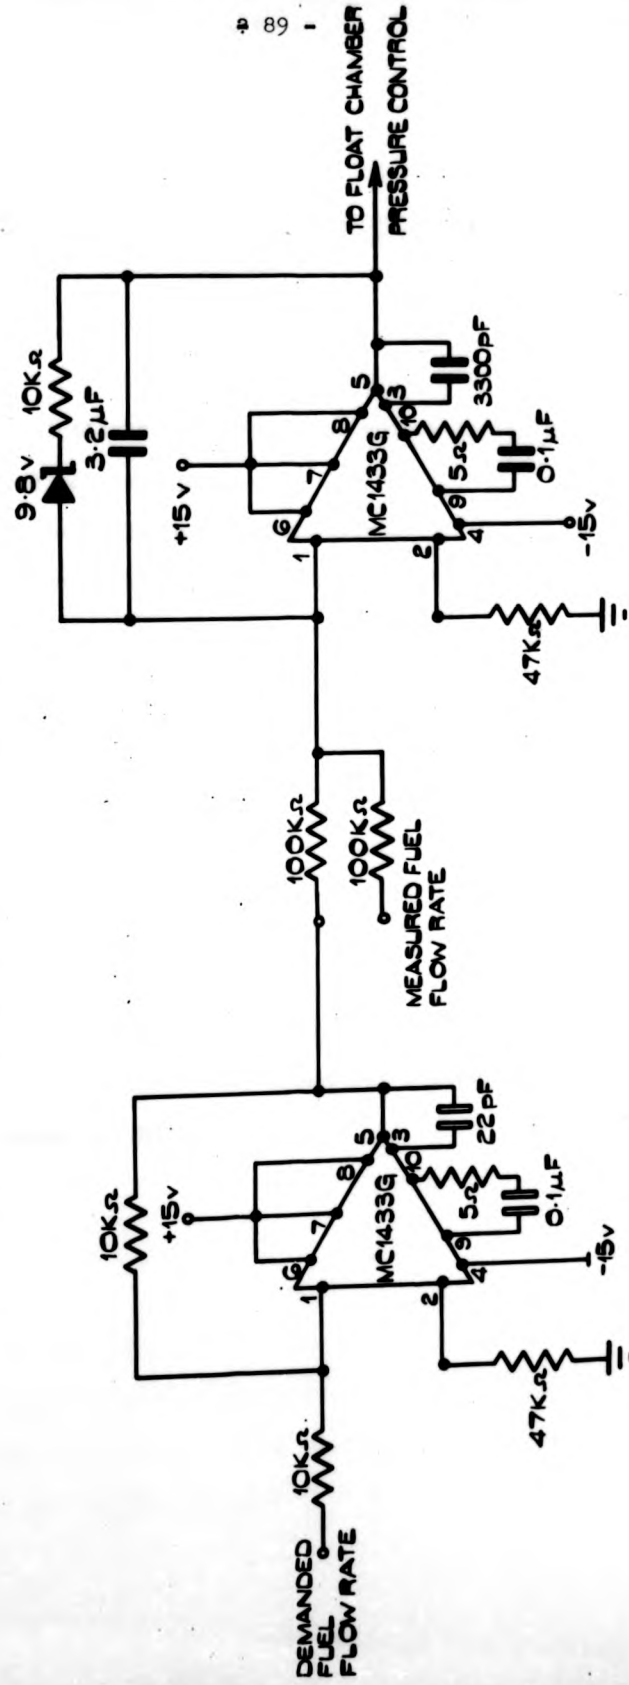 - 89 -
DEMANDED
FUEL
FLOW RATE
10KΩ
10KΩ
+15v
6
7
8
1
5
MC1433G
3
2
10
9
4
22pF
5Ω
0.1μF
-15v
47KΩ
100KΩ
100KΩ
MEASURED FUEL
FLOW RATE
9.8v
10KΩ
3.2μF
+15v
6
7
8
1
5
MC1433G
3
2
10
9
4
3300pF
5Ω
0.1μF
-15v
47KΩ
TO FLOAT CHAMBER
PRESSURE CONTROL